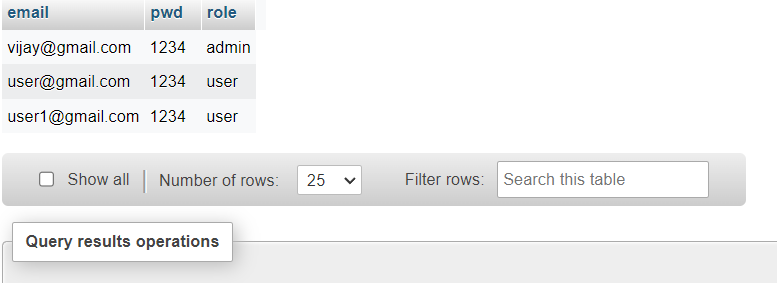 email pwd role
vijay@gmail.com 1234 admin
user@gmail.com 1234 user
user1@gmail.com 1234 user
Show all Number of rows: 25 Filter rows: Search this table
Query results operations